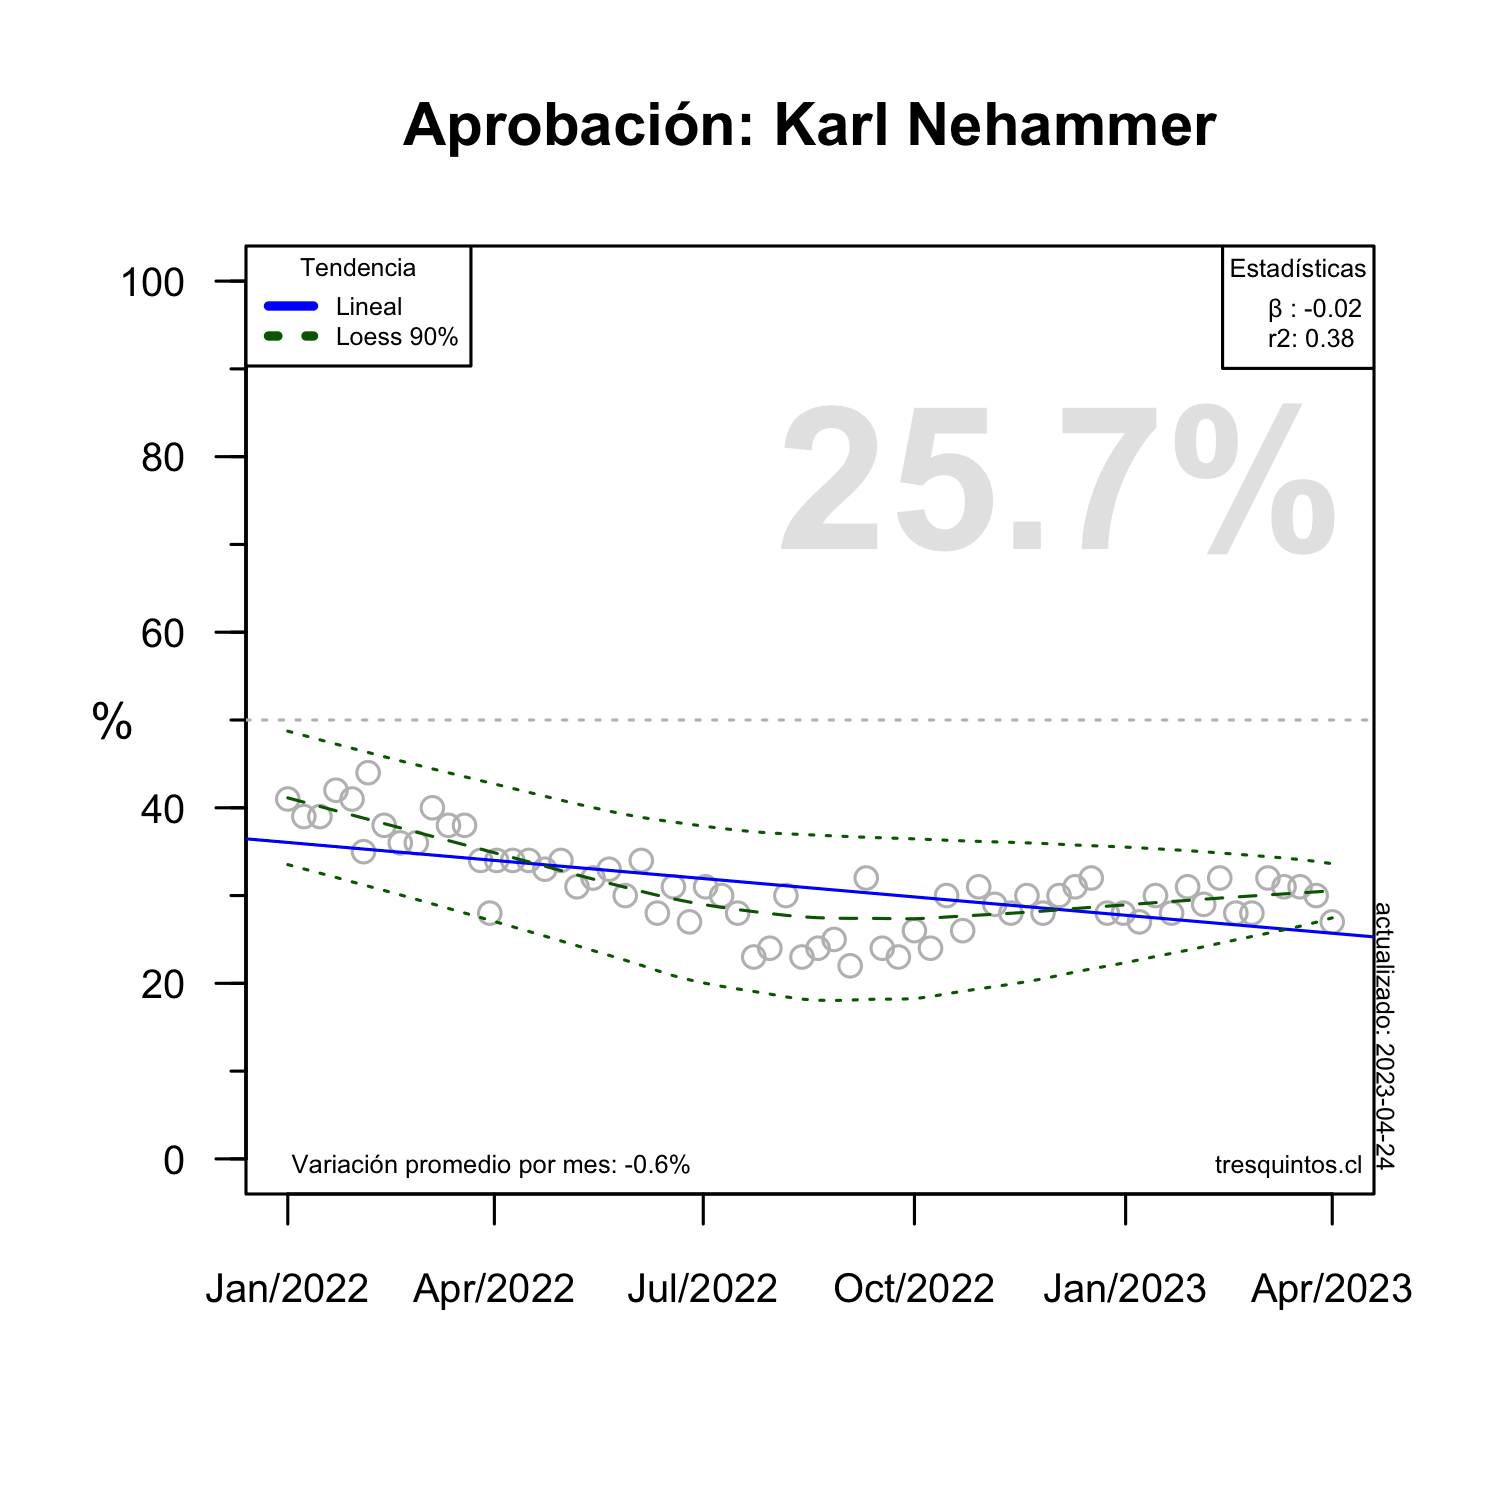 Aprobación: Karl Nehammer
Tendencia
Lineal
Loess 90%
Estadísticas
β : -0.02
r2: 0.38
25.7%
100
80
60
40
20
0
%
Variación promedio por mes: -0.6%
tresquintos.cl
actualizado: 2023-04-24
Jan/2022 Apr/2022 Jul/2022 Oct/2022 Jan/2023 Apr/2023